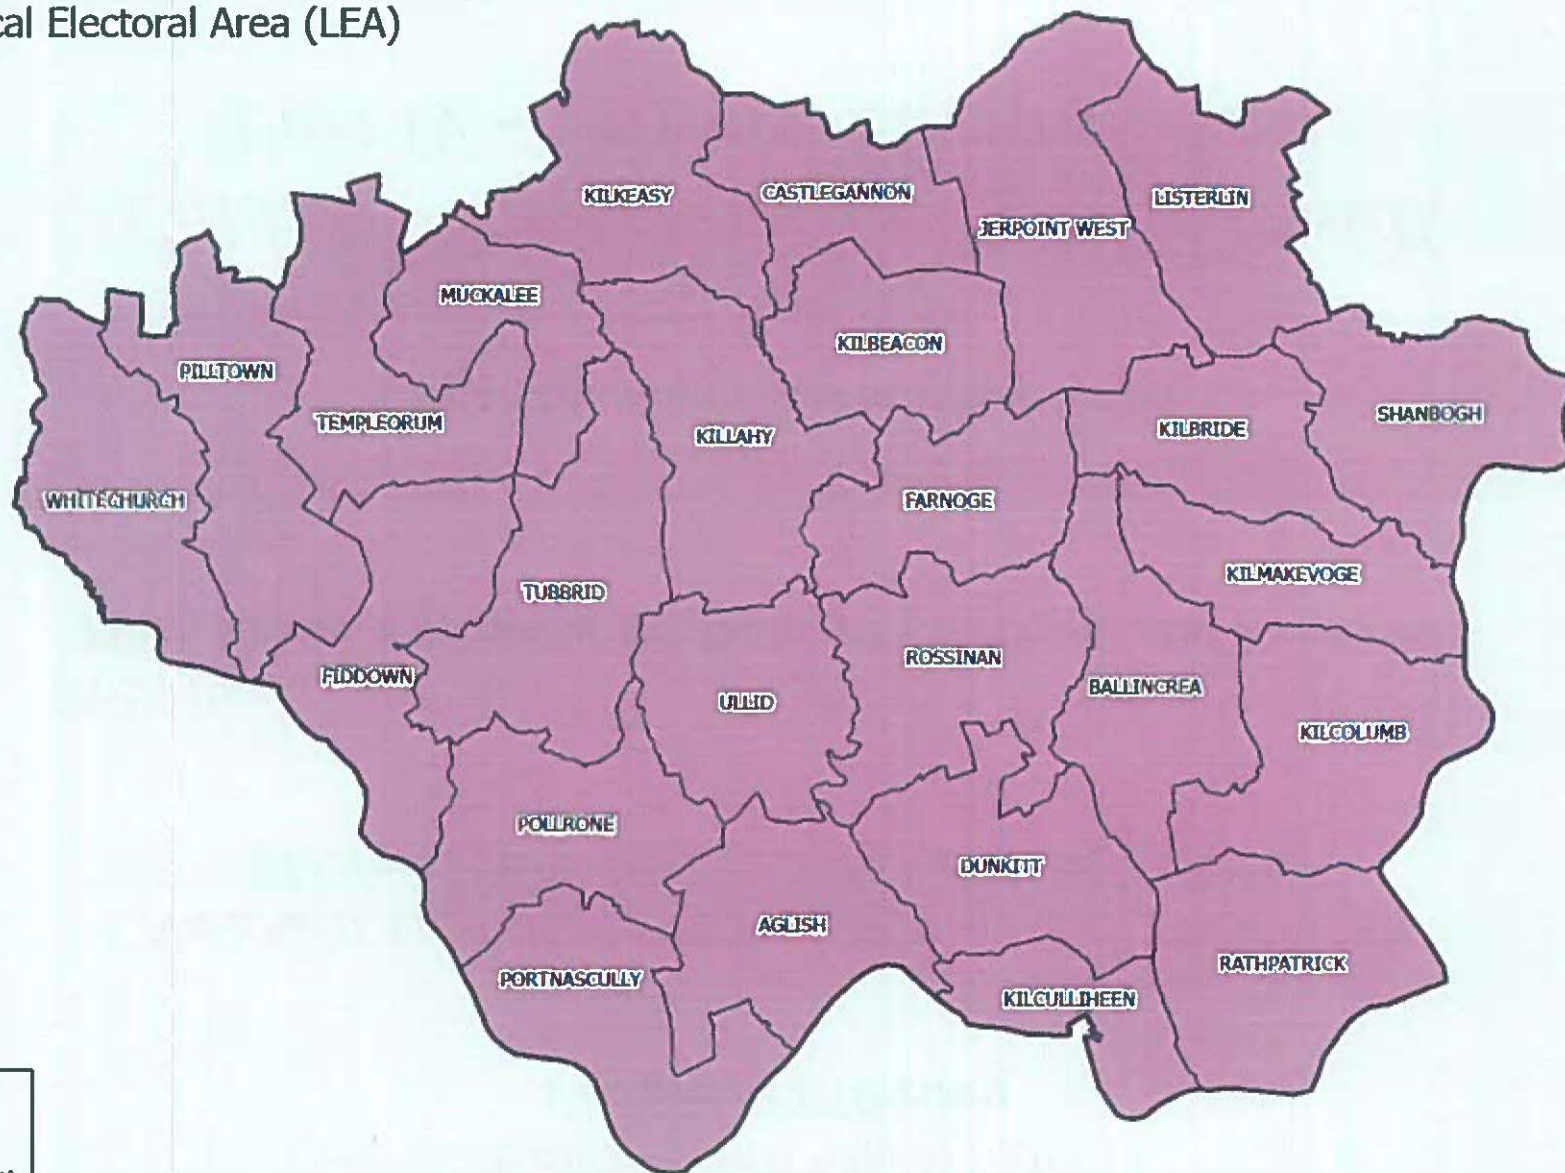 cal Electoral Area (LEA)
KILKEASY
CASTLEGANNON
LISTERLIN
JERPOINT WEST
MUCKALEE
KILBEACON
PILLTOWN
SHANBOGH
TEMPLEORUM
KILBRIDE
KILLAHY
WHITECHURCH
FARNOGE
KILMAKEVOGE
TUBBRID
ROSSINAN
FIDDOWN
BALLINCREA
ULLID
KILCOLUMB
POLLRONE
DUNKITT
AGLISH
RATHPATRICK
PORTNASCULLY
KILCULLIHEEN